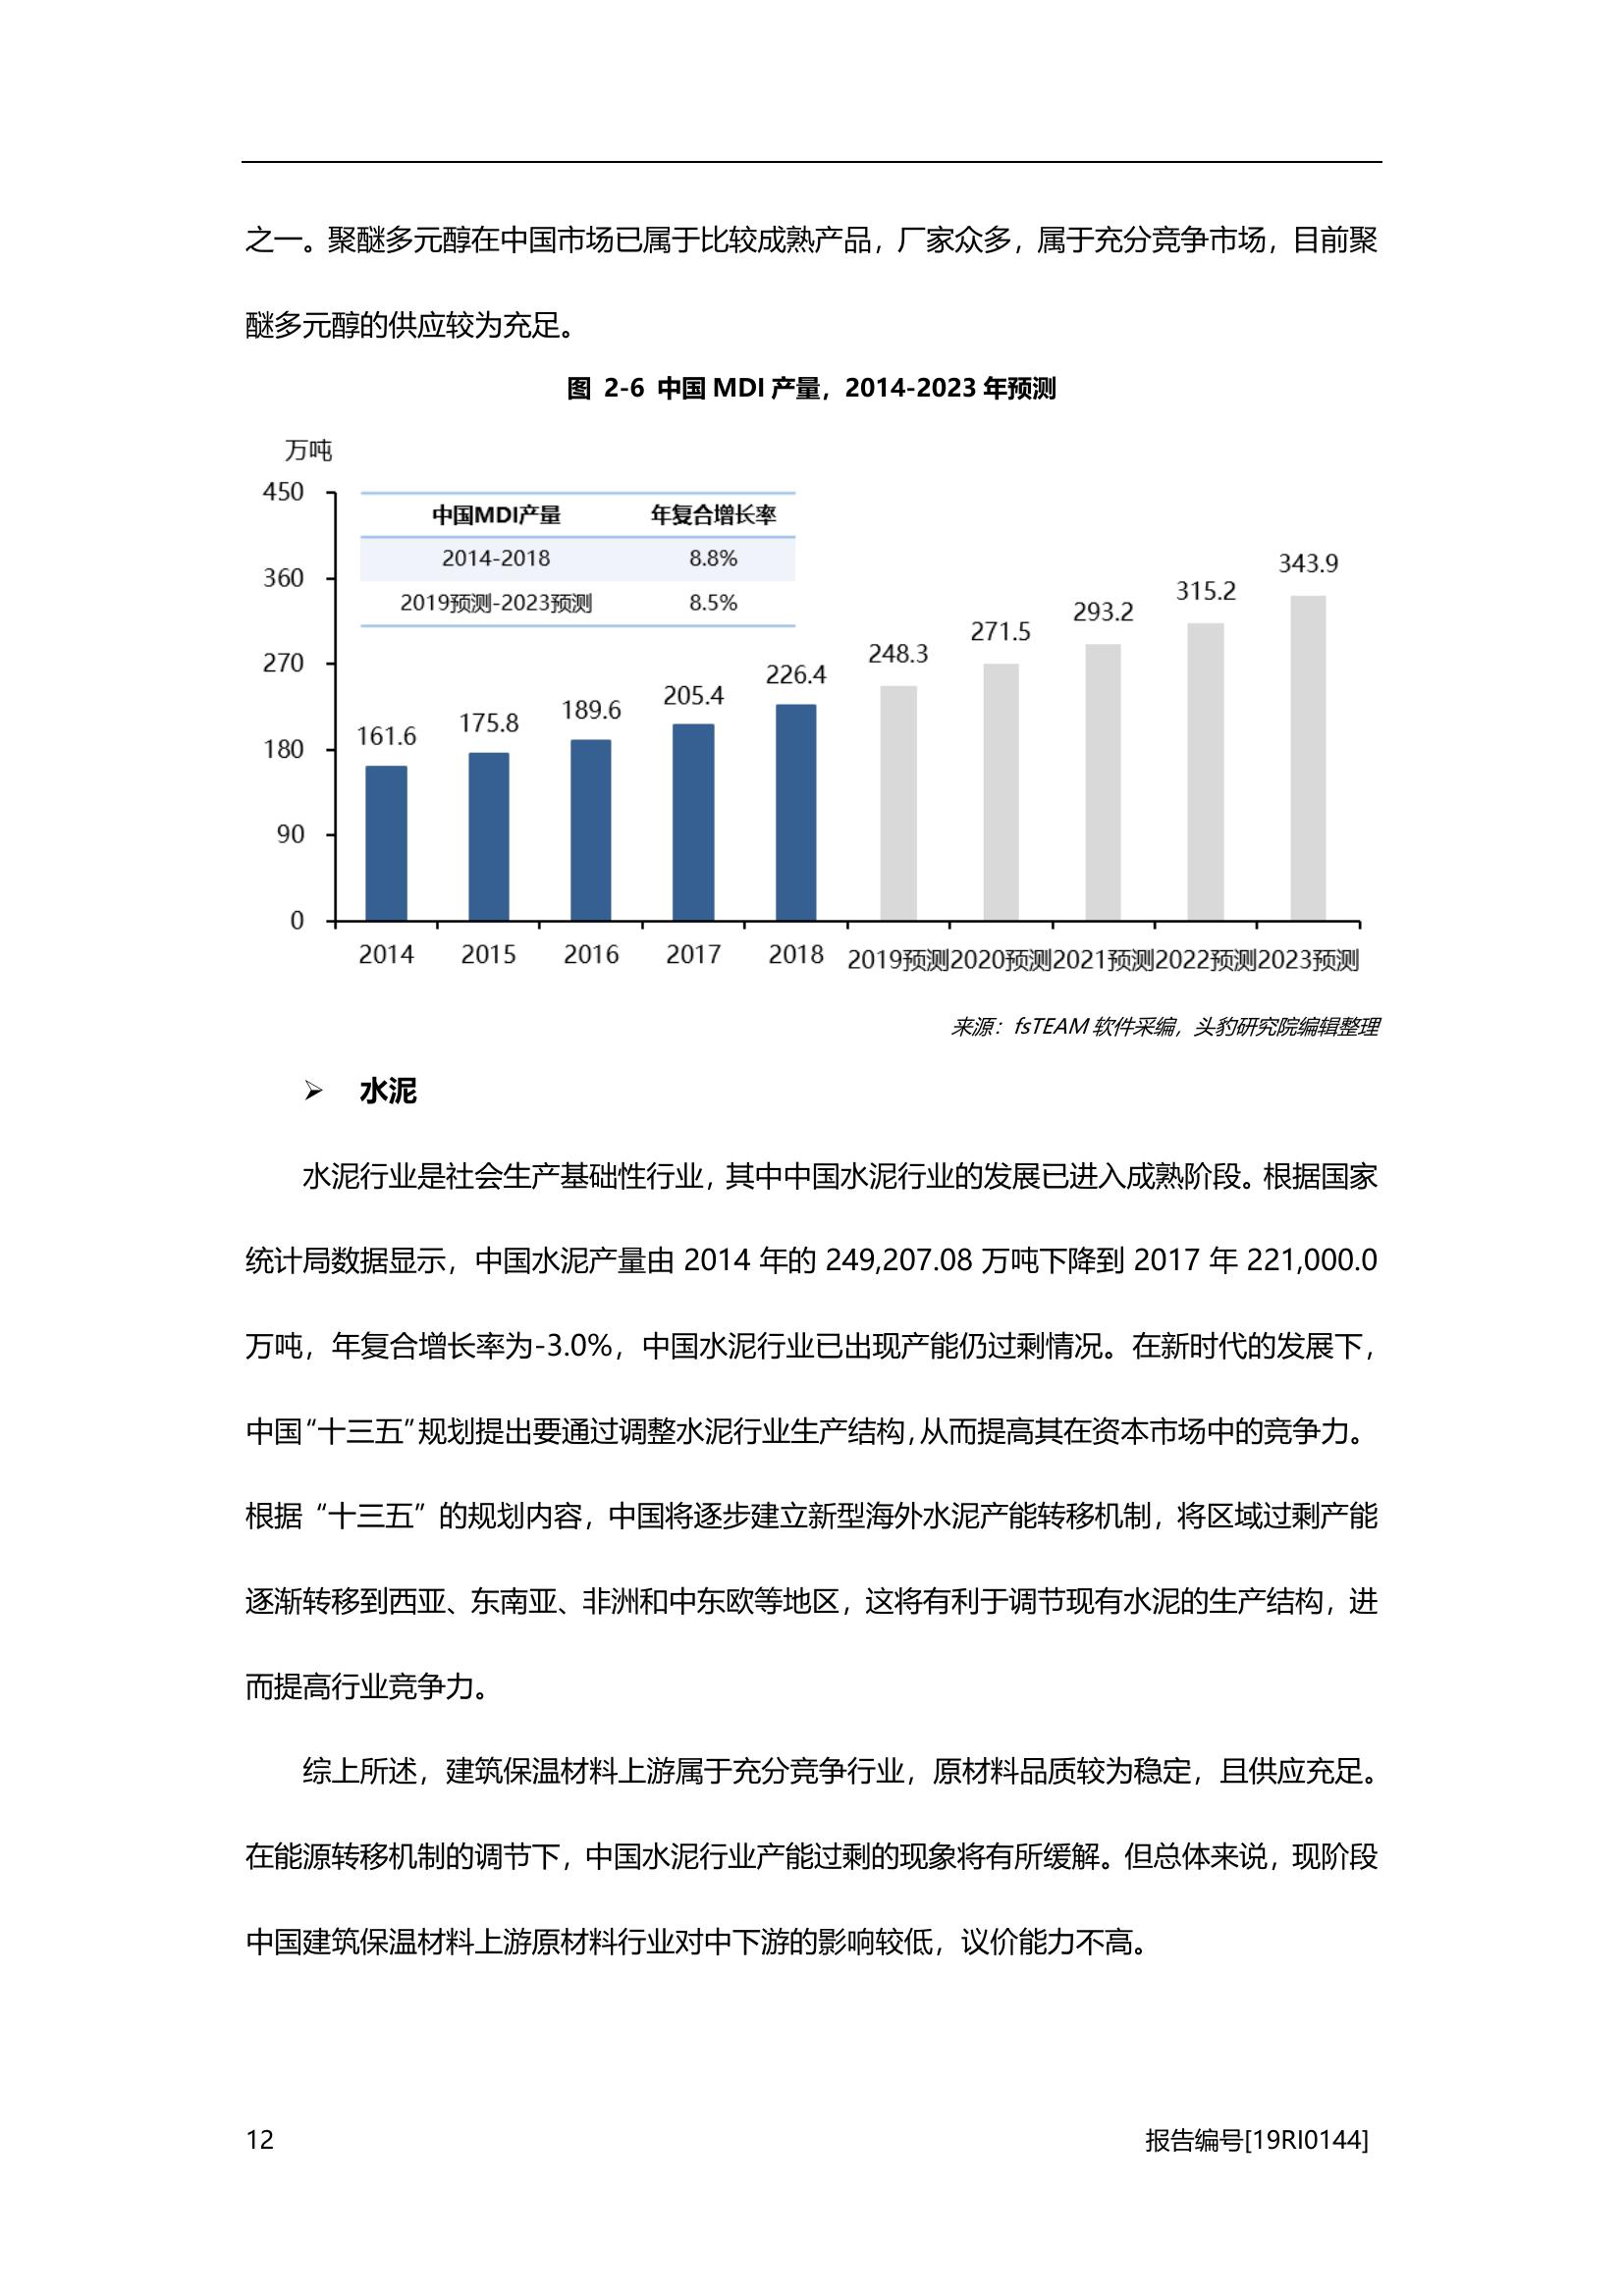 之一。聚醚多元醇在中国市场已属于比较成熟产品，厂家众多，属于充分竞争市场，目前聚
醚多元醇的供应较为充足。
图 2-6 中国 MDI 产量，2014-2023 年预测
万吨
450
360
270
180
90
0
中国MDI产量 年复合增长率
2014-2018 8.8%
2019预测-2023预测 8.5%
161.6 175.8 189.6 205.4 226.4 248.3 271.5 293.2 315.2 343.9
2014 2015 2016 2017 2018 2019预测 2020预测 2021预测 2022预测 2023预测
来源：fsTEAM 软件采编，头豹研究院编辑整理
➢ 水泥
水泥行业是社会生产基础性行业，其中中国水泥行业的发展已进入成熟阶段。根据国家
统计局数据显示，中国水泥产量由 2014 年的 249,207.08 万吨下降到 2017 年 221,000.0
万吨，年复合增长率为-3.0%，中国水泥行业已出现产能仍过剩情况。在新时代的发展下，
中国“十三五”规划提出要通过调整水泥行业生产结构，从而提高其在资本市场中的竞争力。
根据“十三五”的规划内容，中国将逐步建立新型海外水泥产能转移机制，将区域过剩产能
逐渐转移到西亚、东南亚、非洲和中东欧等地区，这将有利于调节现有水泥的生产结构，进
而提高行业竞争力。
综上所述，建筑保温材料上游属于充分竞争行业，原材料品质较为稳定，且供应充足。
在能源转移机制的调节下，中国水泥行业产能过剩的现象将有所缓解。但总体来说，现阶段
中国建筑保温材料上游原材料行业对中下游的影响较低，议价能力不高。
12 报告编号[19RI0144]